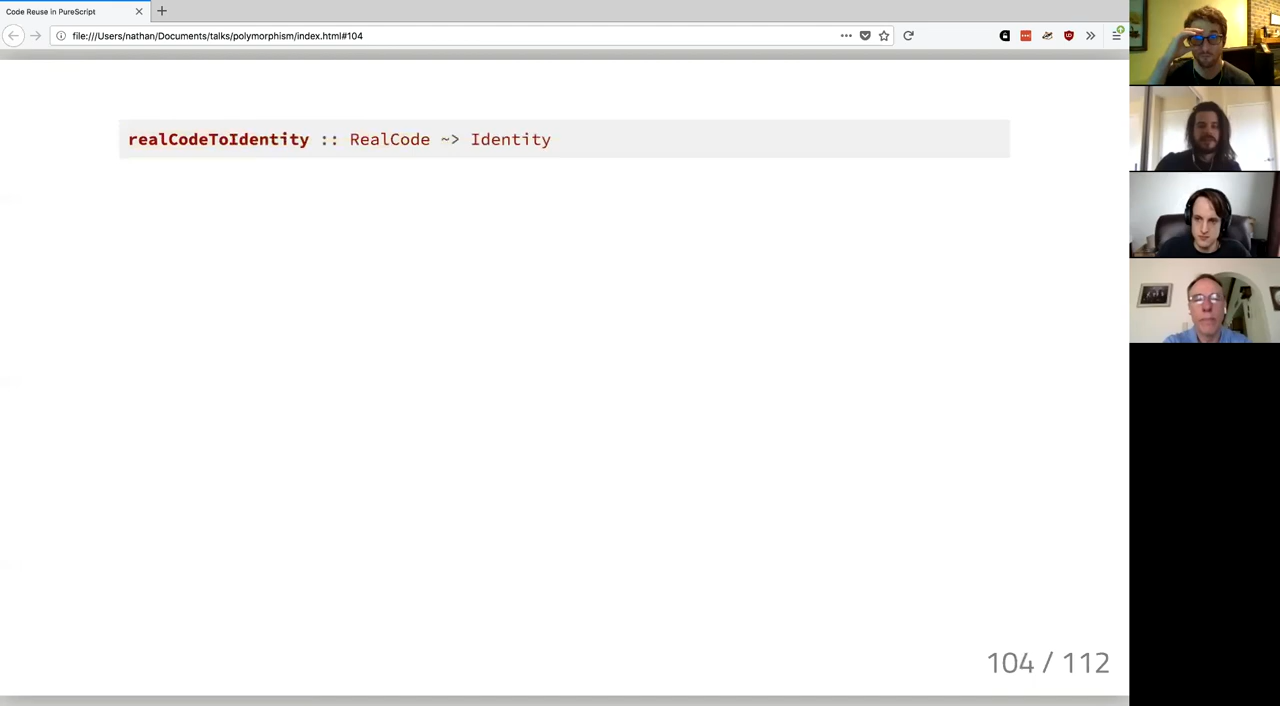 Code Reuse in PureScript
file:///Users/nathan/Documents/talks/polymorphism/index.html#104
realCodeToIdentity :: RealCode ~> Identity
104 / 112